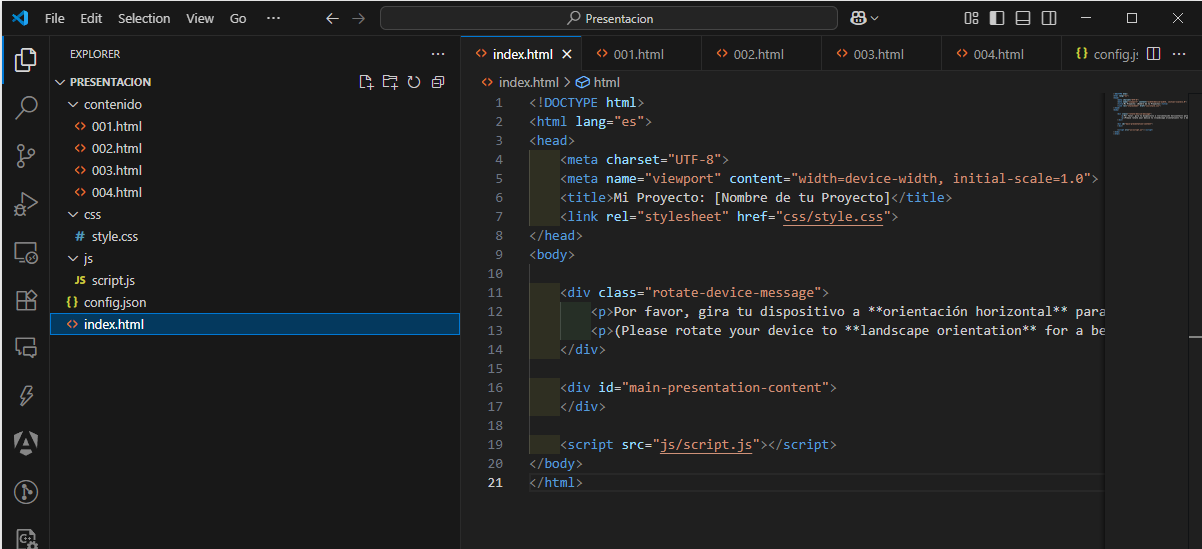 File Edit Selection View Go ··· Presentacion
EXPLORER ···
PRESENTACION
contenido
001.html
002.html
003.html
004.html
css
# style.css
js
JS script.js
{} config.json
index.html
index.html 001.html 002.html 003.html 004.html {} config.js ···
index.html > html
1 <!DOCTYPE html>
2 <html lang="es">
3 <head>
4 <meta charset="UTF-8">
5 <meta name="viewport" content="width=device-width, initial-scale=1.0">
6 <title>Mi Proyecto: [Nombre de tu Proyecto]</title>
7 <link rel="stylesheet" href="css/style.css">
8 </head>
9 <body>
10
11 <div class="rotate-device-message">
12 <p>Por favor, gira tu dispositivo a **orientación horizontal** para
13 <p>(Please rotate your device to **landscape orientation** for a be
14 </div>
15
16 <div id="main-presentation-content">
17 </div>
18
19 <script src="js/script.js"></script>
20 </body>
21 </html>